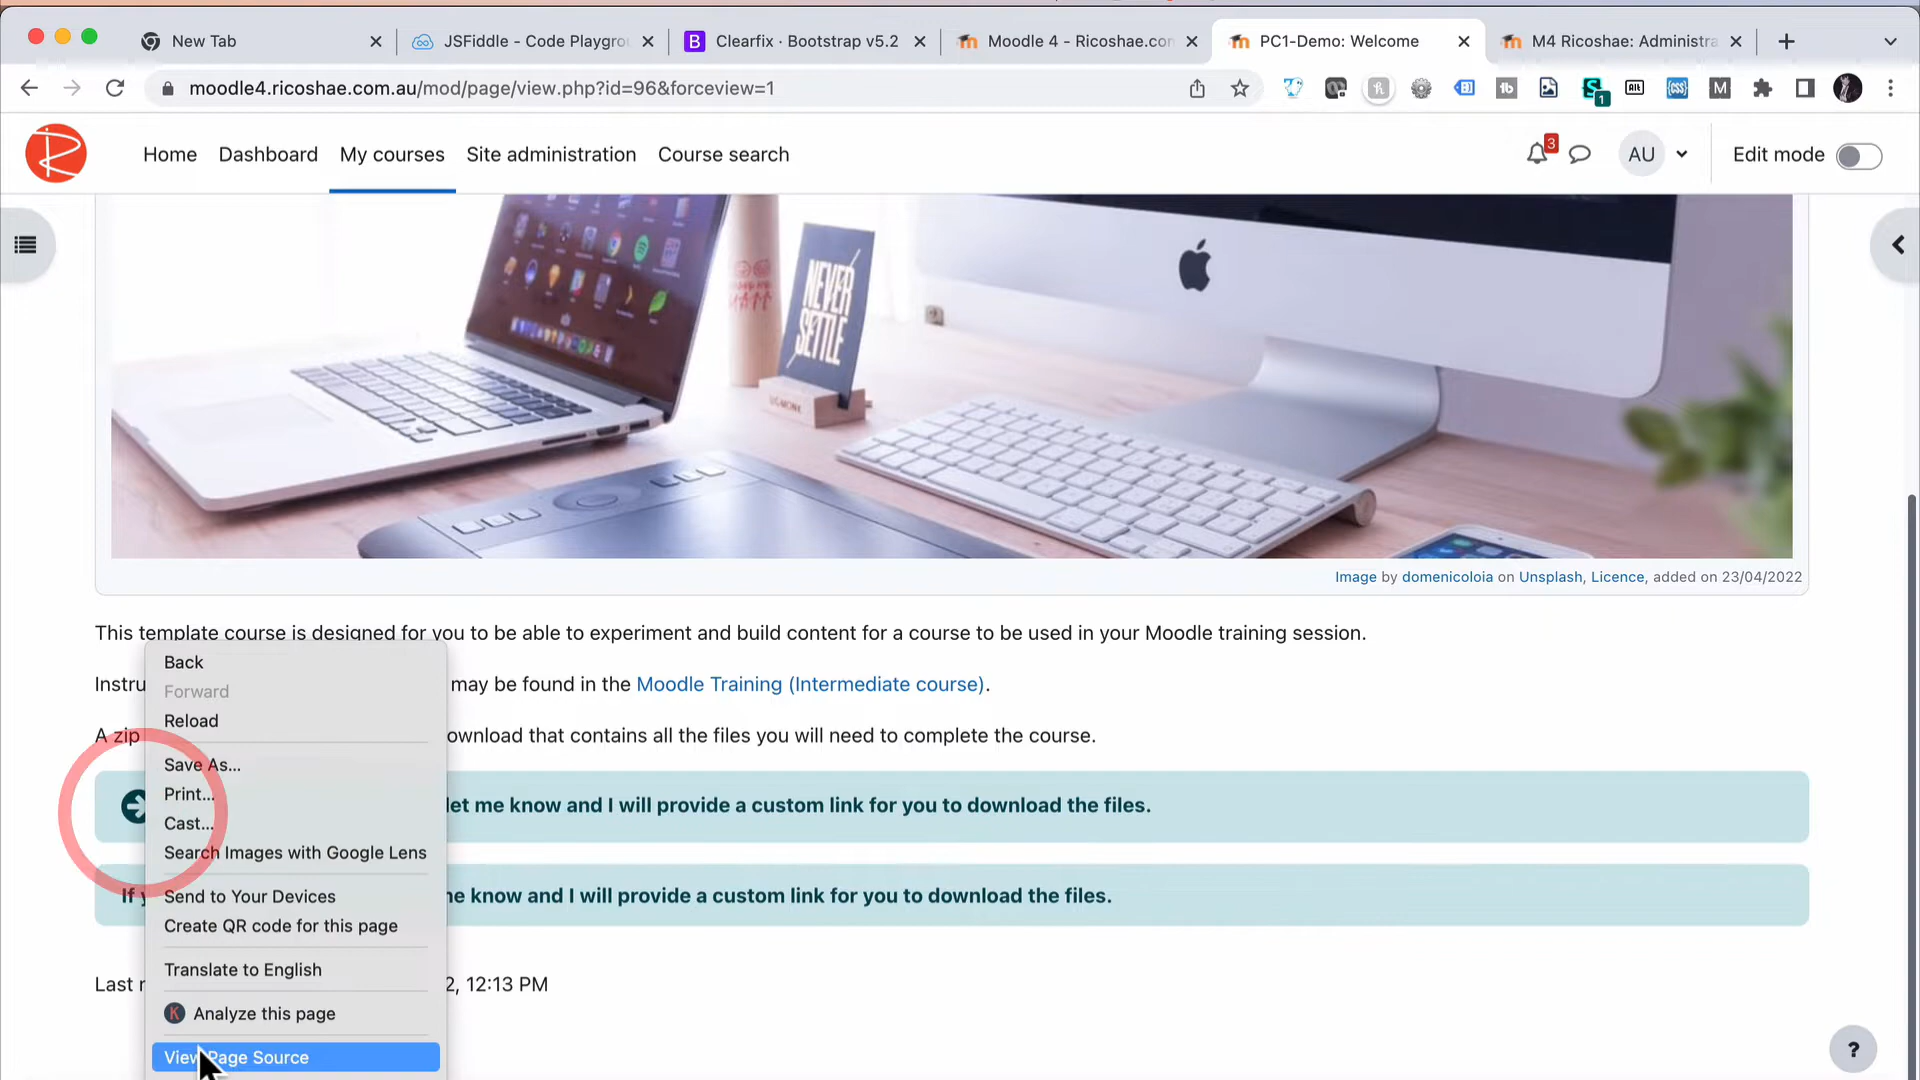 New Tab
JSFiddle - Code Playgro
B Clearfix · Bootstrap v5.2
Moodle 4 - Ricoshae.com
PC1-Demo: Welcome
M4 Ricoshae: Administra
moodle4.ricoshae.com.au/mod/page/view.php?id=96&forceview=1
Home
Dashboard
My courses
Site administration
Course search
3
AU
Edit mode
NEVER
SETTLE
UGMONK
Image by domenicoloia on Unsplash, Licence, added on 23/04/2022
This template course is designed for you to be able to experiment and build content for a course to be used in your Moodle training session.
Instru
may be found in the Moodle Training (Intermediate course).
A zip
ownload that contains all the files you will need to complete the course.
let me know and I will provide a custom link for you to download the files.
If y
ne know and I will provide a custom link for you to download the files.
Last r
2, 12:13 PM
Back
Forward
Reload
Save As...
Print...
Cast...
Search Images with Google Lens
Send to Your Devices
Create QR code for this page
Translate to English
K Analyze this page
View Page Source
?